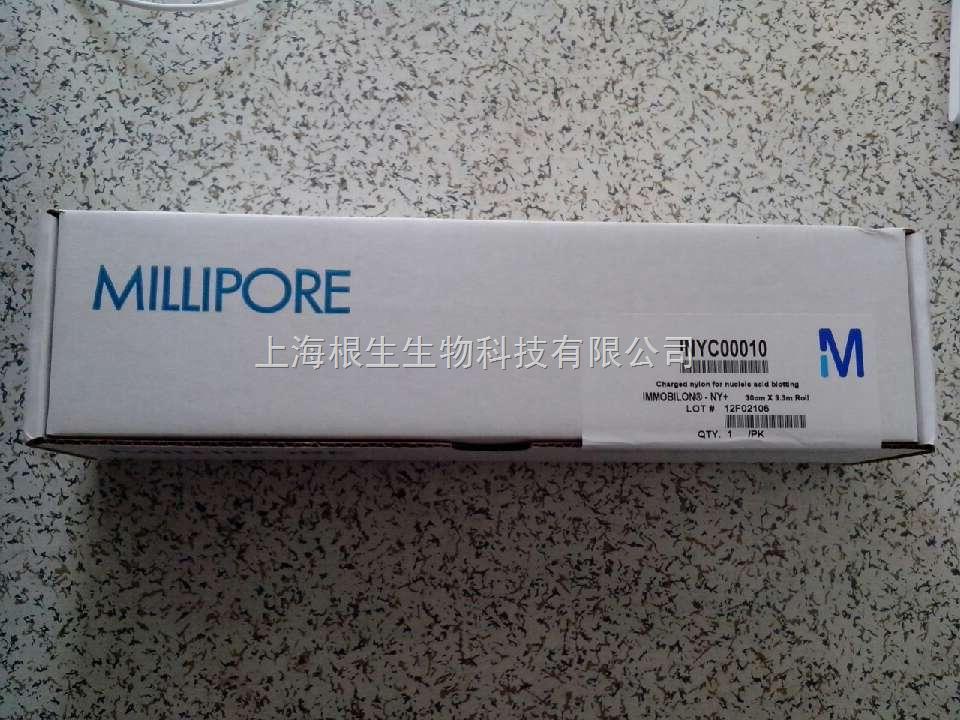 MILLIPORE
上海根生生物科技有限公司
INYC00010
M
Charged nylon for nucleic acid blotting
IMMOBILON® - NY+ 30cm X 3.3m Roll
LOT # 12F02106
QTY. 1 /PK